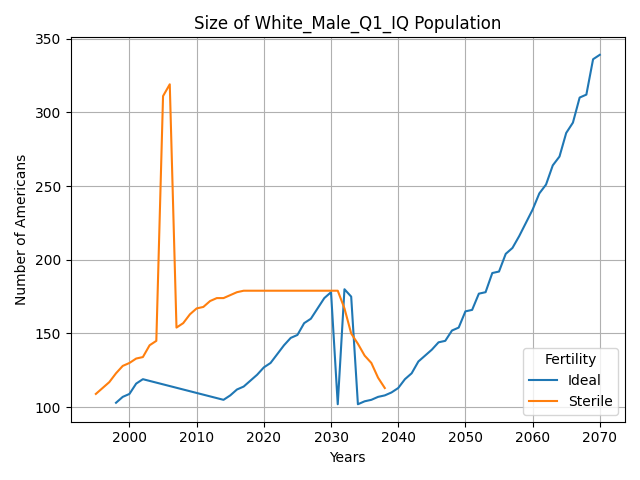 Size of White_Male_Q1_IQ Population
350
300
250
200
150
100
Number of Americans
2000 2010 2020 2030 2040 2050 2060 2070
Years
Fertility
Ideal
Sterile